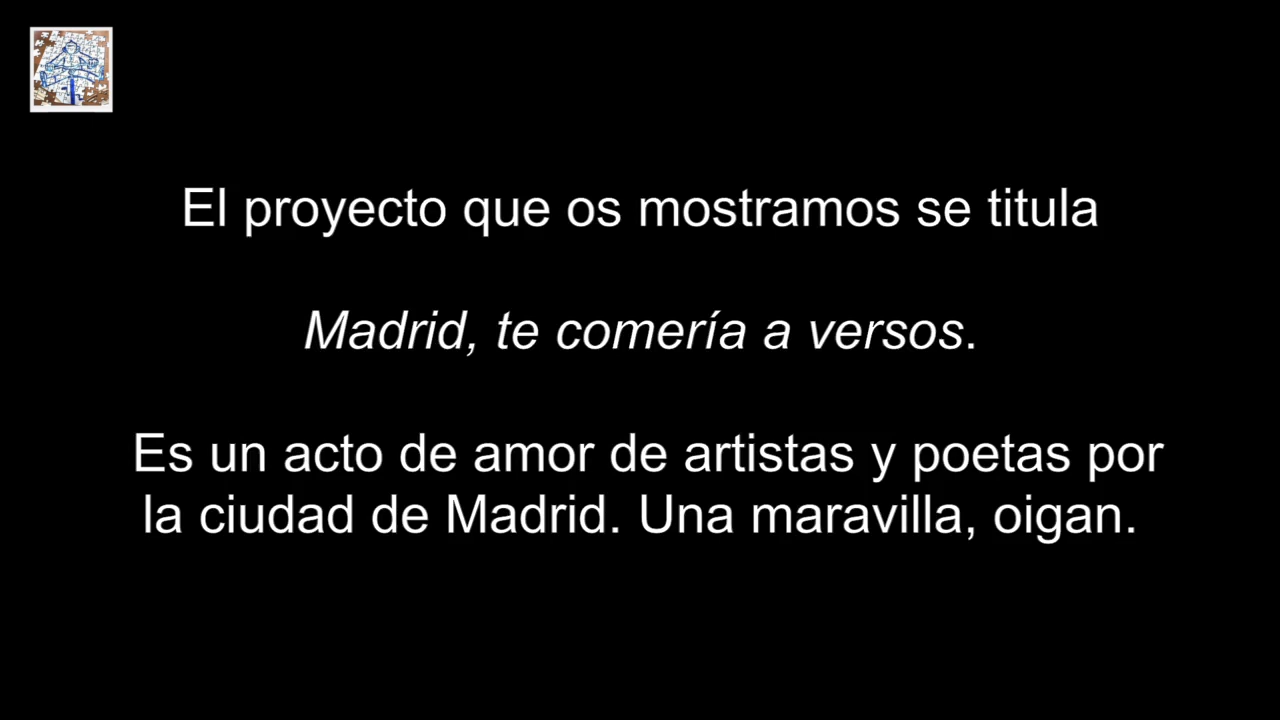 El proyecto que os mostramos se titula
Madrid, te comería a versos.
Es un acto de amor de artistas y poetas por
la ciudad de Madrid. Una maravilla, oigan.